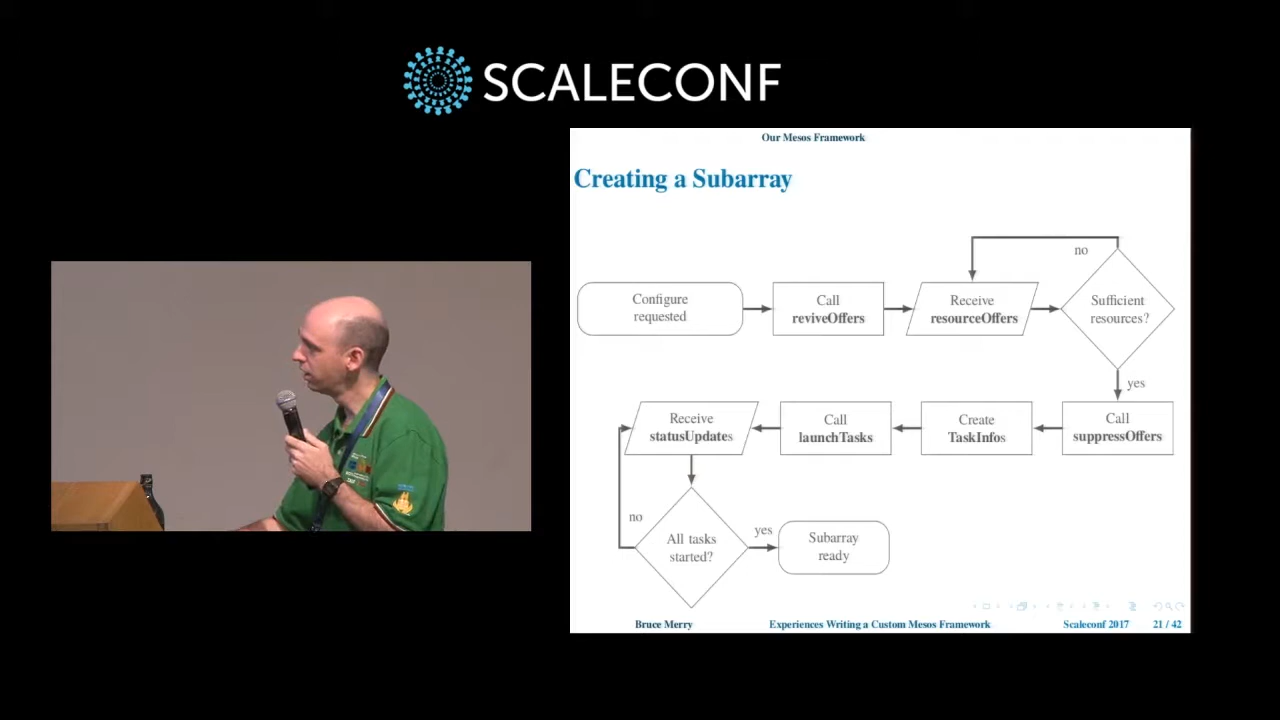 SCALECONF
Our Mesos Framework
Creating a Subarray
no
Configure
requested
Call
reviveOffers
Receive
resourceOffers
Sufficient
resources?
yes
Receive
statusUpdates
Call
launchTasks
Create
TaskInfos
Call
suppressOffers
no
All tasks
started?
yes
Subarray
ready
Bruce Merry
Experiences Writing a Custom Mesos Framework
Scaleconf 2017
21 / 42